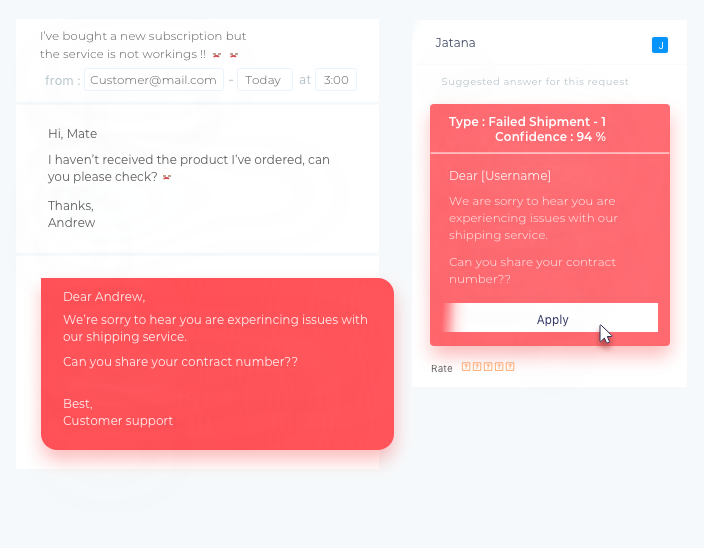 I've bought a new subscription but
the service is not workings !!
from : Customer@mail.com - Today at 3:00
Hi, Mate
I haven't received the product I've ordered, can
you please check?
Thanks,
Andrew
Dear Andrew,
We're sorry to hear you are experincing issues with
our shipping service.
Can you share your contract number??
Best,
Customer support
Jatana
J
Suggested answer for this request
Type : Failed Shipment - 1
Confidence : 94 %
Dear [Username]
We are sorry to hear you are
experiencing issues with our
shipping service.
Can you share your contract
number??
Apply
Rate